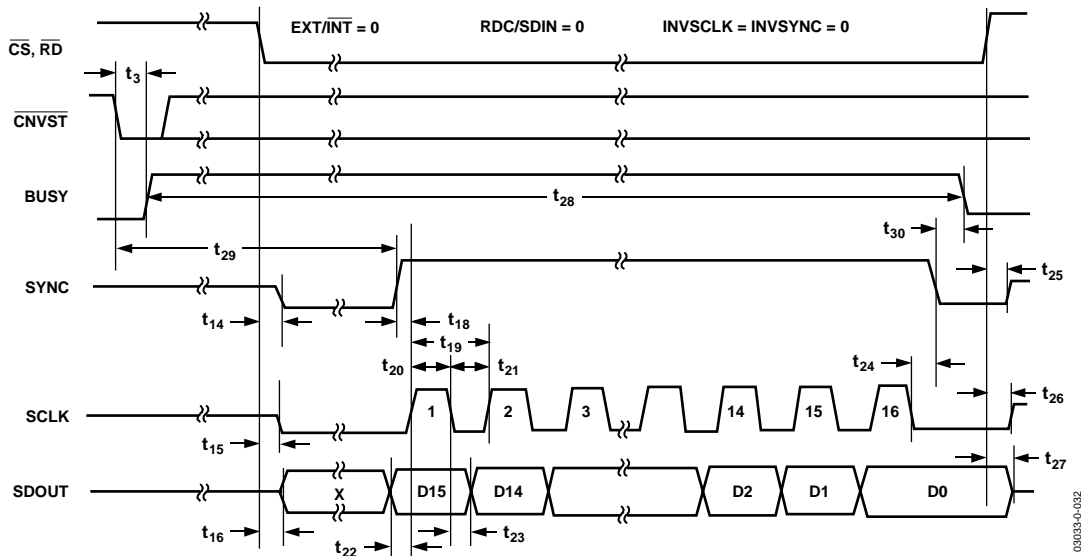 EXT/INT = 0 RDC/SDIN = 0 INVSCLK = INVSYNC = 0
CS, RD
t3
CNVST
BUSY
t28
t30
t29
t25
SYNC
t14
t18
t19
t20
t21
t24
t26
SCLK
1 2 3 14 15 16
t15
t27
SDOUT
X D15 D14 D2 D1 D0
t16
t22
t23
03033-0-032